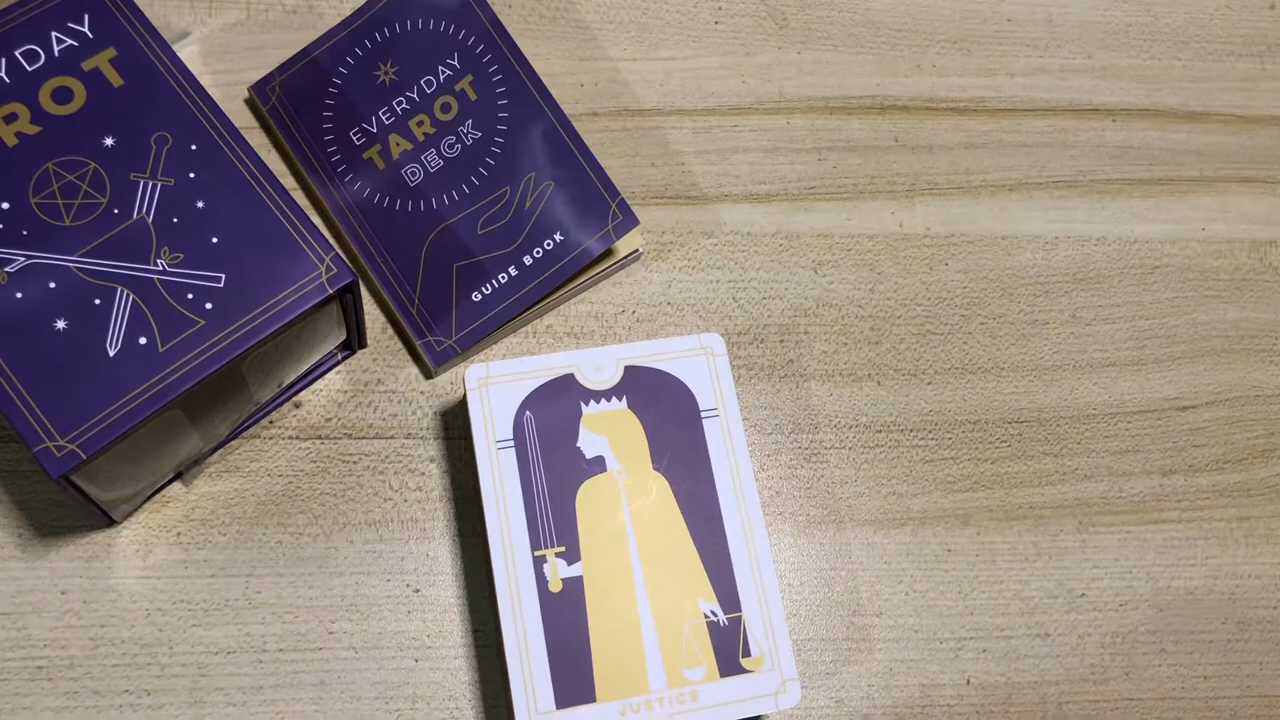 YDAY
ROT
EVERYDAY
TAROT
DECK
GUIDE BOOK
JUSTICE